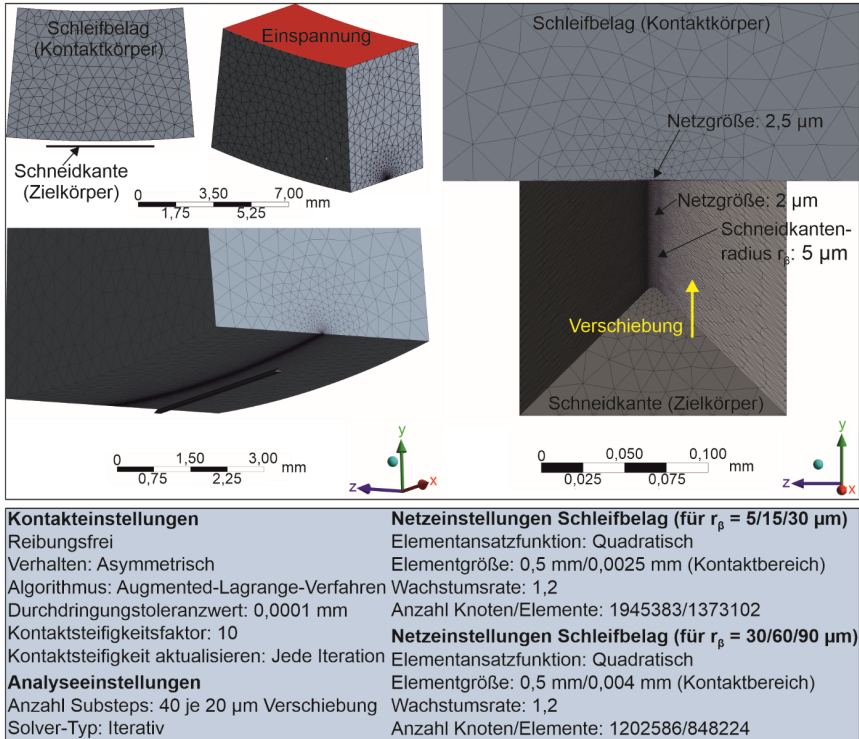 Schleifbelag
(Kontaktkörper)
Schneidkante
(Zielkörper)
Einspannung
0 3,50 7,00
mm
1,75 5,25
0 1,50 3,00
mm
0,75 2,25
y
z
x
Schleifbelag (Kontaktkörper)
Netzgröße: 2,5 µm
Netzgröße: 2 µm
Schneidkanten-
radius rβ: 5 µm
Verschiebung
Schneidkante (Zielkörper)
0 0,050 0,100
mm
0,025 0,075
y
z
x
Kontakteinstellungen
Reibungsfrei
Verhalten: Asymmetrisch
Algorithmus: Augmented-Lagrange-Verfahren
Durchdringungstoleranzwert: 0,0001 mm
Kontaktsteifigkeitsfaktor: 10
Kontaktsteifigkeit aktualisieren: Jede Iteration
Analyseeinstellungen
Anzahl Substeps: 40 je 20 µm Verschiebung
Solver-Typ: Iterativ
Netzeinstellungen Schleifbelag (für rβ = 5/15/30 µm)
Elementansatzfunktion: Quadratisch
Elementgröße: 0,5 mm/0,0025 mm (Kontaktbereich)
Wachstumsrate: 1,2
Anzahl Knoten/Elemente: 1945383/1373102
Netzeinstellungen Schleifbelag (für rβ = 30/60/90 µm)
Elementansatzfunktion: Quadratisch
Elementgröße: 0,5 mm/0,004 mm (Kontaktbereich)
Wachstumsrate: 1,2
Anzahl Knoten/Elemente: 1202586/848224